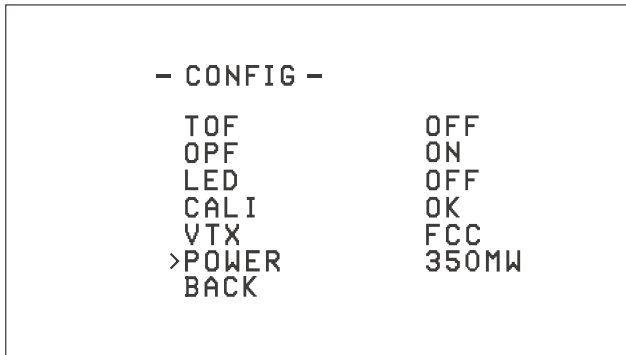 - CONFIG -
TOF OFF
OPF ON
LED OFF
CALI OK
VTX FCC
>POWER 350MW
BACK